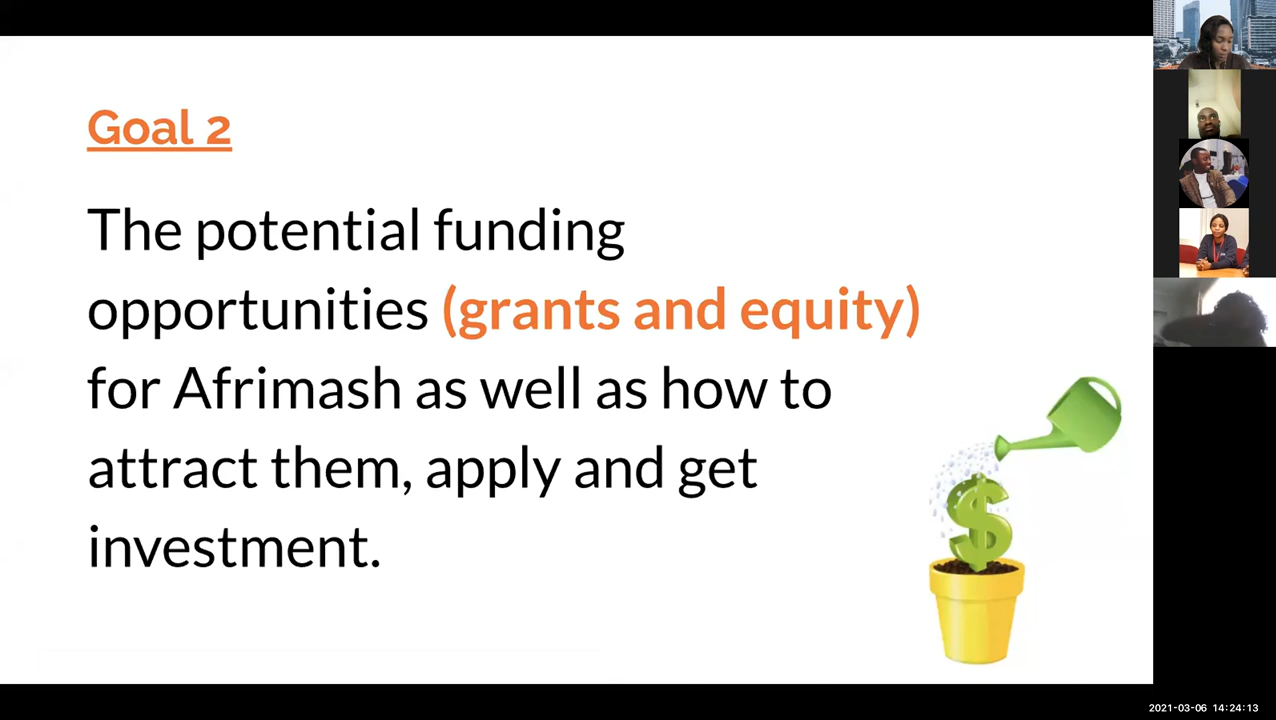 Goal 2
The potential funding
opportunities (grants and equity)
for Afrimash as well as how to
attract them, apply and get
investment.
$
2021-03-06 14:24:13